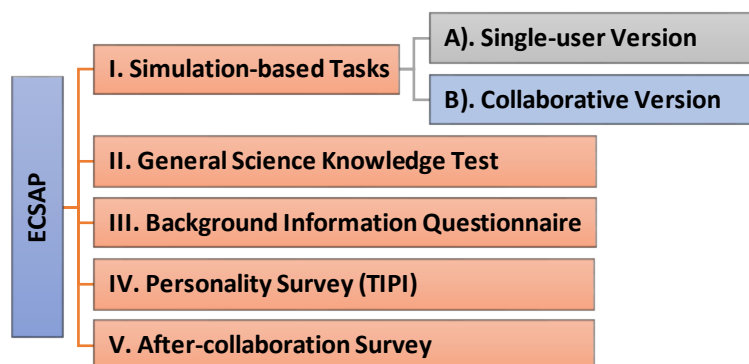 ECSAP
I. Simulation-based Tasks
A). Single-user Version
B). Collaborative Version
II. General Science Knowledge Test
III. Background Information Questionnaire
IV. Personality Survey (TIPI)
V. After-collaboration Survey